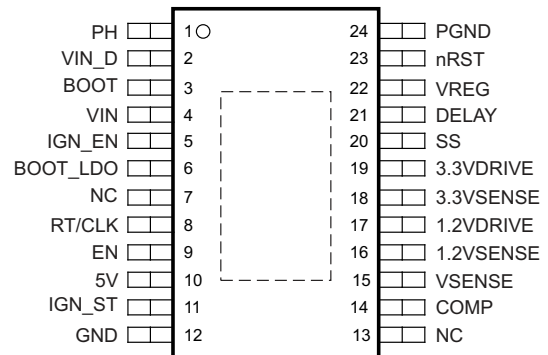 PH 1 24 PGND
VIN_D 2 23 nRST
BOOT 3 22 VREG
VIN 4 21 DELAY
IGN_EN 5 20 SS
BOOT_LDO 6 19 3.3VDRIVE
NC 7 18 3.3VSENSE
RT/CLK 8 17 1.2VDRIVE
EN 9 16 1.2VSENSE
5V 10 15 VSENSE
IGN_ST 11 14 COMP
GND 12 13 NC